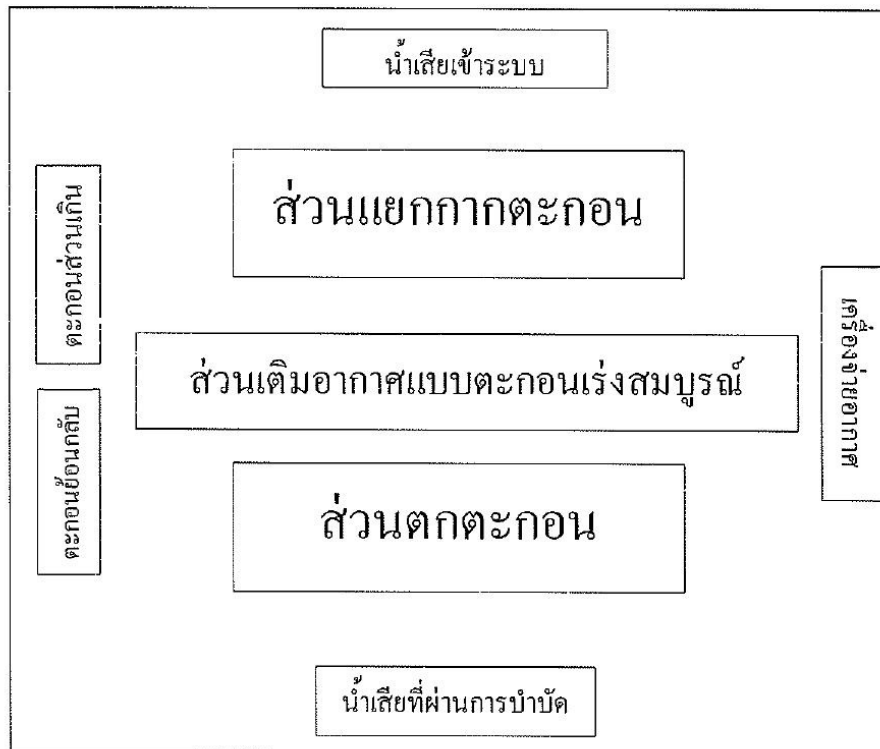 น้ำเสียเข้าระบบ
ส่วนแยกกากตะกอน
ตะกอนส่วนเกิน
เครื่องจ่ายอากาศ
ส่วนเติมอากาศแบบตะกอนเร่งสมบูรณ์
ตะกอนย้อนกลับ
ส่วนตกตะกอน
น้ำเสียที่ผ่านการบำบัด